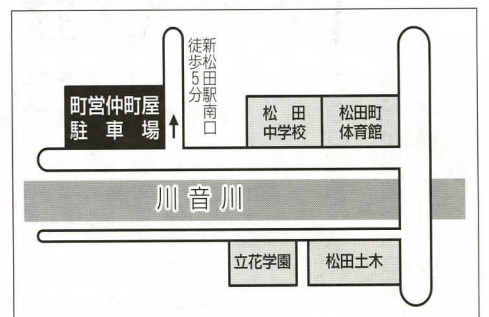 新松田駅南口
徒歩5分
町営仲町屋
駐車場
松田
中学校
松田町
体育館
川音川
立花学園
松田土木